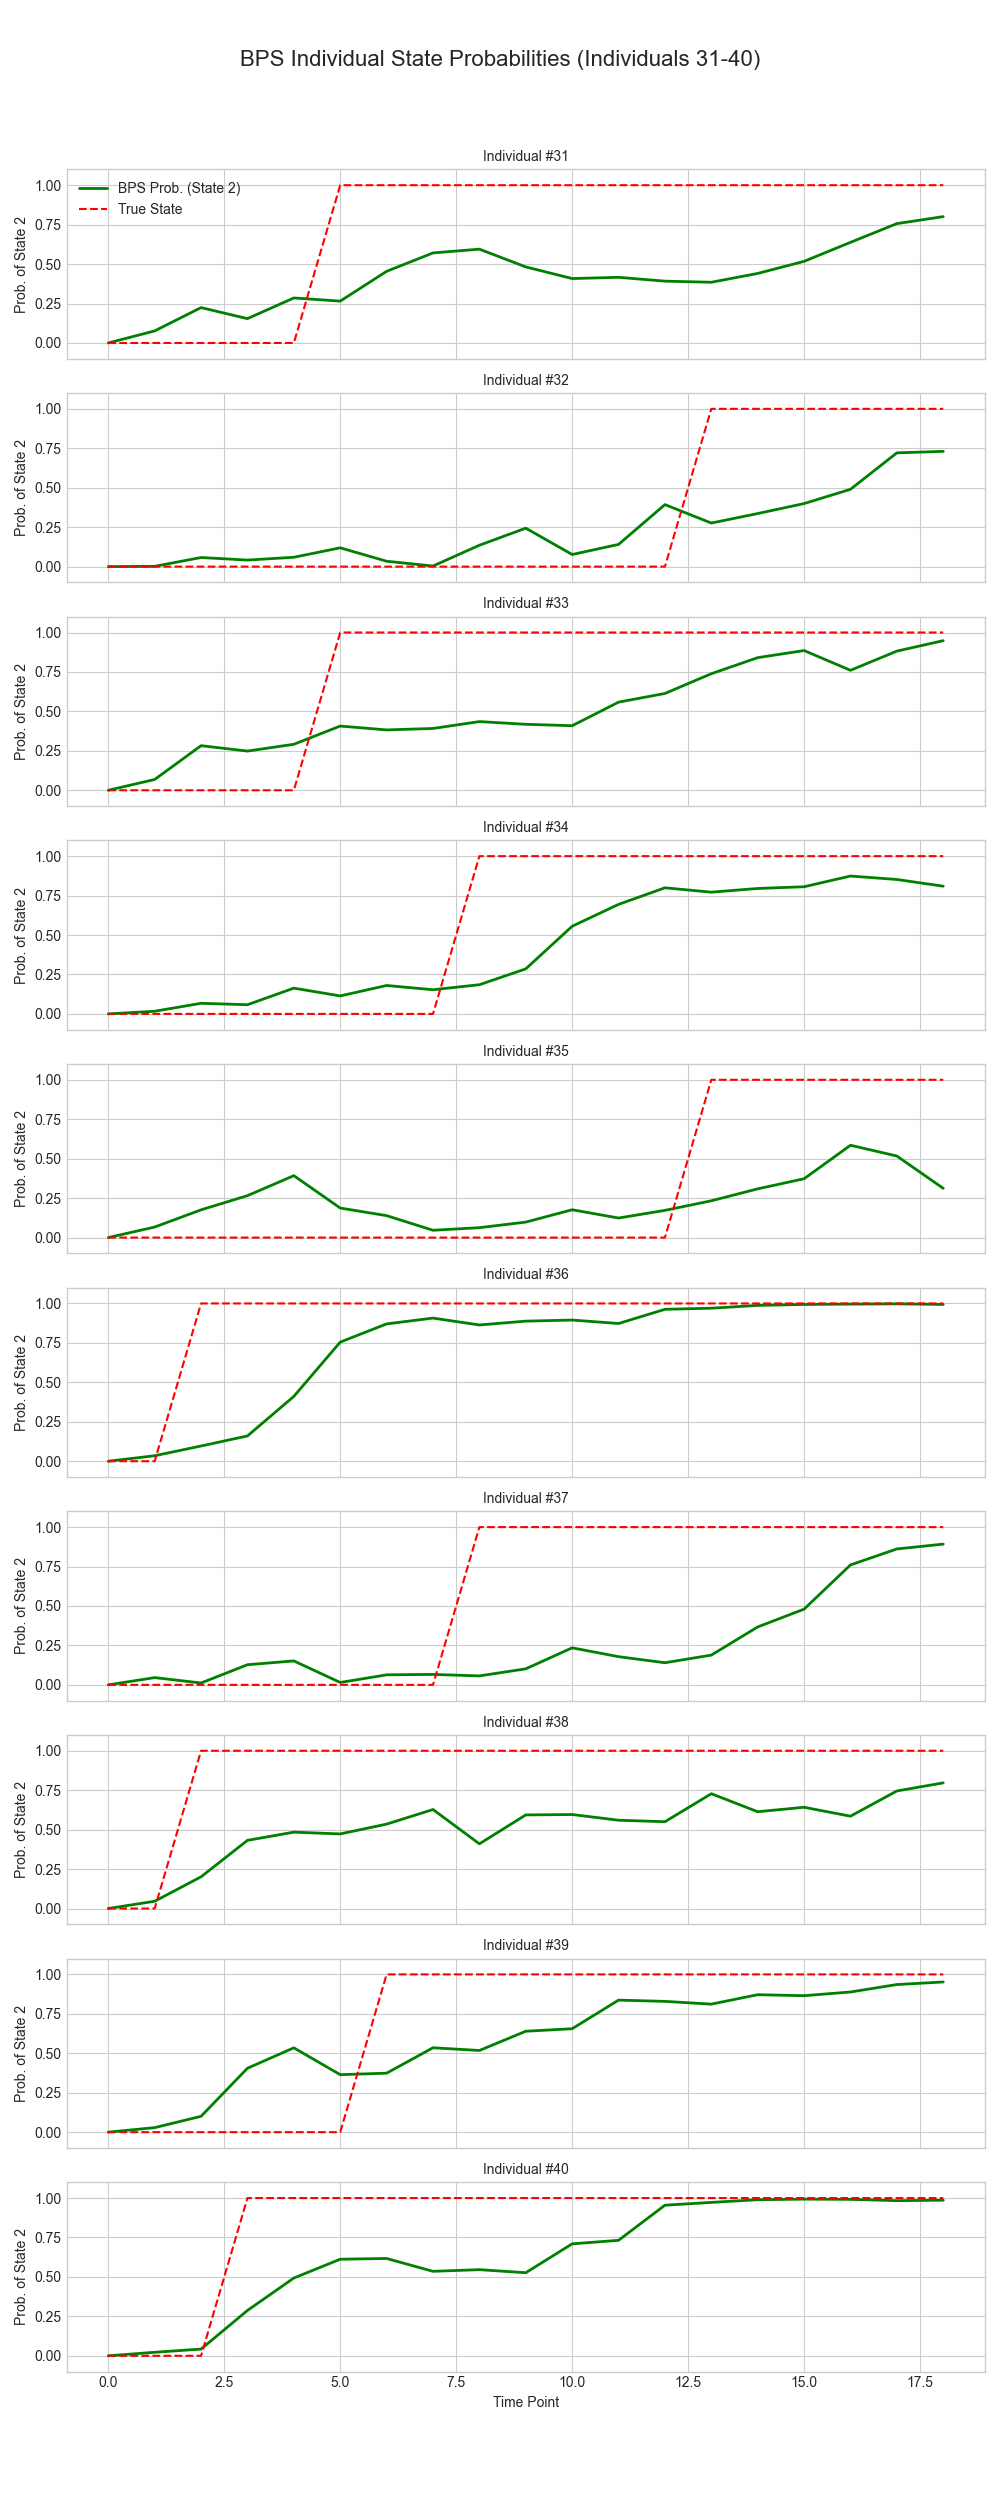 BPS Individual State Probabilities (Individuals 31-40)
Individual #31
Prob. of State 2
1.00
0.75
0.50
0.25
0.00
BPS Prob. (State 2)
True State
Individual #32
Prob. of State 2
1.00
0.75
0.50
0.25
0.00
Individual #33
Prob. of State 2
1.00
0.75
0.50
0.25
0.00
Individual #34
Prob. of State 2
1.00
0.75
0.50
0.25
0.00
Individual #35
Prob. of State 2
1.00
0.75
0.50
0.25
0.00
Individual #36
Prob. of State 2
1.00
0.75
0.50
0.25
0.00
Individual #37
Prob. of State 2
1.00
0.75
0.50
0.25
0.00
Individual #38
Prob. of State 2
1.00
0.75
0.50
0.25
0.00
Individual #39
Prob. of State 2
1.00
0.75
0.50
0.25
0.00
Individual #40
Prob. of State 2
1.00
0.75
0.50
0.25
0.00
0.0 2.5 5.0 7.5 10.0 12.5 15.0 17.5
Time Point